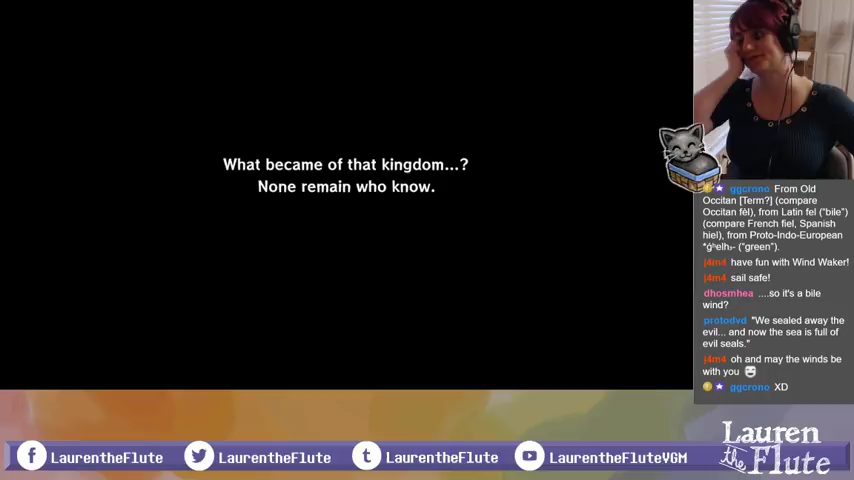 What became of that kingdom...?
None remain who know.
ggcrono From Old
Occitan [Term?] (compare
Occitan fèl), from Latin fel ("bile")
(compare French fiel, Spanish
hiel), from Proto-Indo-European
*ǵʰelh₃- ("green").
j4m4 have fun with Wind Waker!
j4m4 sail safe!
dhosmhea ....so it's a bile
wind?
protodvd "We sealed away the
evil... and now the sea is full of
evil seals."
j4m4 oh and may the winds be
with you
ggcrono XD
Lauren
the Flute
LaurentheFlute
LaurentheFlute
LaurentheFlute
LaurentheFluteVGM